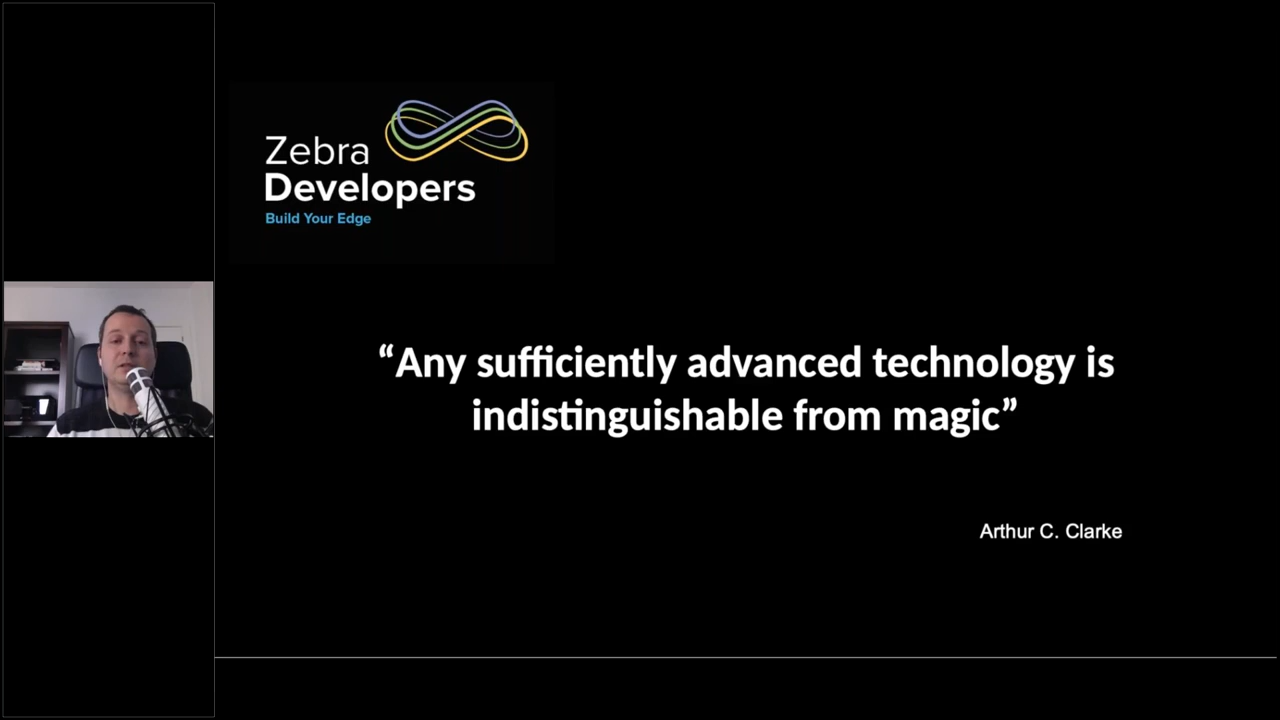 Zebra
Developers
Build Your Edge
“Any sufficiently advanced technology is
indistinguishable from magic”
Arthur C. Clarke